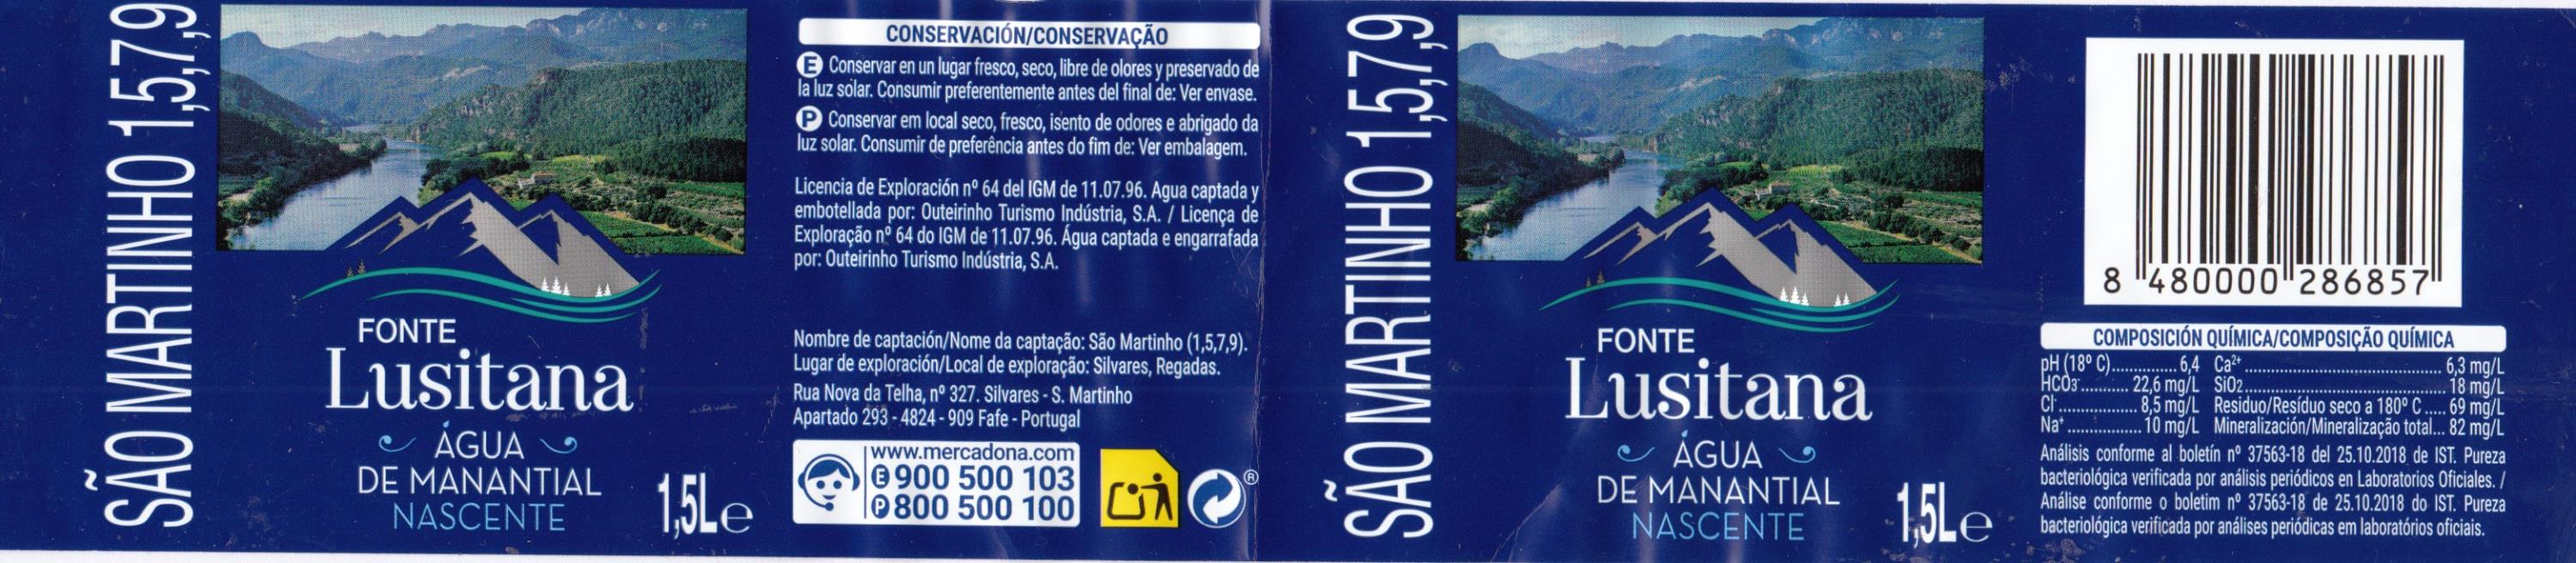 SÃO MARTINHO 1,5,7,9
FONTE
Lusitana
ÁGUA
DE MANANTIAL
NASCENTE
1,5L e
CONSERVACIÓN/CONSERVAÇÃO
E Conservar en un lugar fresco, seco, libre de olores y preservado de
la luz solar. Consumir preferentemente antes del final de: Ver envase.
P Conservar em local seco, fresco, isento de odores e abrigado da
luz solar. Consumir de preferência antes do fim de: Ver embalagem.
Licencia de Exploración nº 64 del IGM de 11.07.96. Agua captada y
embotellada por: Outeirinho Turismo Indústria, S.A. / Licença de
Exploração nº 64 do IGM de 11.07.96. Água captada e engarrafada
por: Outeirinho Turismo Indústria, S.A.
Nombre de captación/Nome da captação: São Martinho (1,5,7,9).
Lugar de exploración/Local de exploração: Silvares, Regadas.
Rua Nova da Telha, nº 327. Silvares - S. Martinho
Apartado 293 - 4824 - 909 Fafe - Portugal
www.mercadona.com
E 900 500 103
P 800 500 100
®
SÃO MARTINHO 1,5,7,9
FONTE
Lusitana
ÁGUA
DE MANANTIAL
NASCENTE
1,5L e
8 480000 286857
COMPOSICIÓN QUÍMICA/COMPOSIÇÃO QUÍMICA
pH (18º C).............. 6,4 Ca²⁺............................................ 6,3 mg/L
HCO₃⁻.......... 22,6 mg/L SiO₂............................................ 18 mg/L
Cl⁻.................. 8,5 mg/L Residuo/Resíduo seco a 180º C ..... 69 mg/L
Na⁺................ 10 mg/L Mineralización/Mineralização total... 82 mg/L
Análisis conforme al boletín nº 37563-18 del 25.10.2018 de IST. Pureza
bacteriológica verificada por análisis periódicos en Laboratorios Oficiales. /
Análise conforme o boletim nº 37563-18 de 25.10.2018 do IST. Pureza
bacteriológica verificada por análises periódicas em laboratórios oficiais.